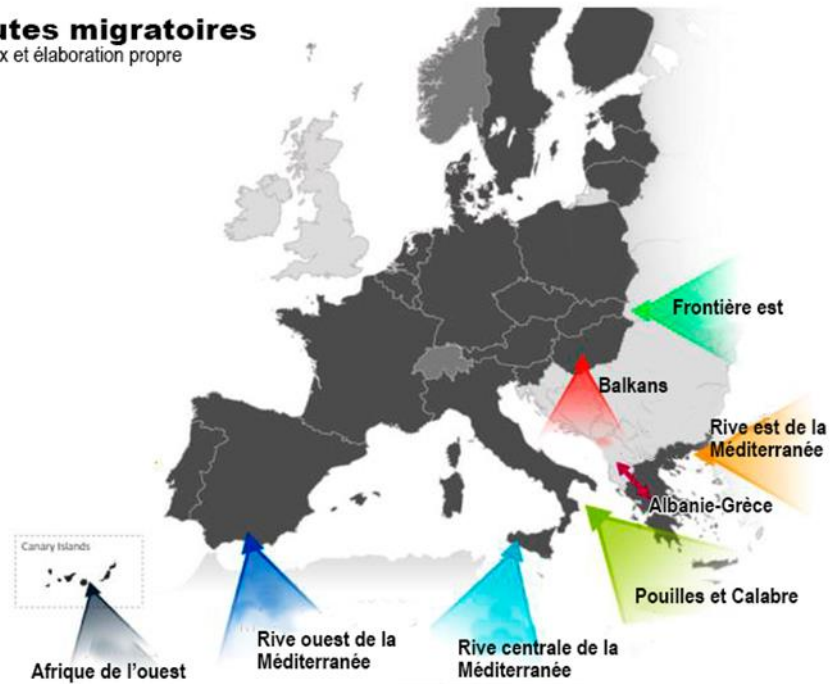 utes migratoires
x et élaboration propre
Frontière est
Balkans
Rive est de la
Méditerranée
Albanie-Grèce
Canary Islands
Pouilles et Calabre
Rive ouest de la
Méditerranée
Rive centrale de la
Méditerranée
Afrique de l'ouest